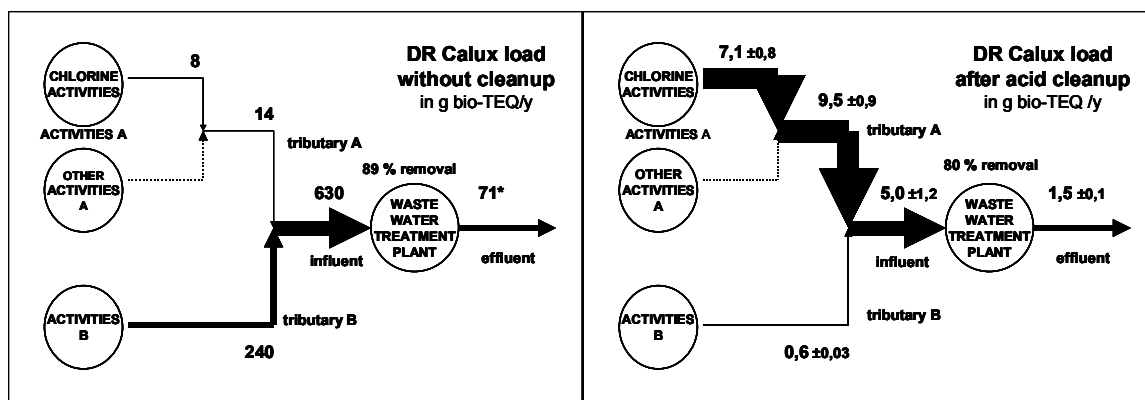 DR Calux load
without cleanup
in g bio-TEQ/y
8
CHLORINE
ACTIVITIES
ACTIVITIES A
14
tributary A
OTHER
ACTIVITIES
A
89 % removal
630
WASTE
WATER
TREATMENT
PLANT
71*
influent
effluent
ACTIVITIES
B
tributary B
240
DR Calux load
after acid cleanup
in g bio-TEQ /y
7,1 ±0,8
CHLORINE
ACTIVITIES
ACTIVITIES A
9,5 ±0,9
tributary A
OTHER
ACTIVITIES
A
80 % removal
5,0 ±1,2
WASTE
WATER
TREATMENT
PLANT
1,5 ±0,1
influent
effluent
ACTIVITIES
B
tributary B
0,6 ±0,03